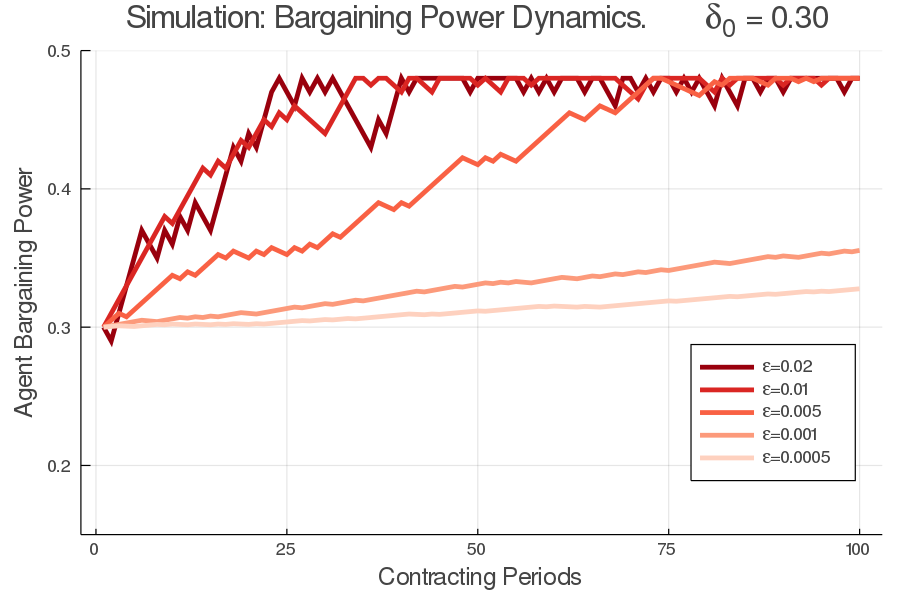 Simulation: Bargaining Power Dynamics. δ₀ = 0.30
0.5
0.4
0.3
0.2
Agent Bargaining Power
ε=0.02
ε=0.01
ε=0.005
ε=0.001
ε=0.0005
0 25 50 75 100
Contracting Periods